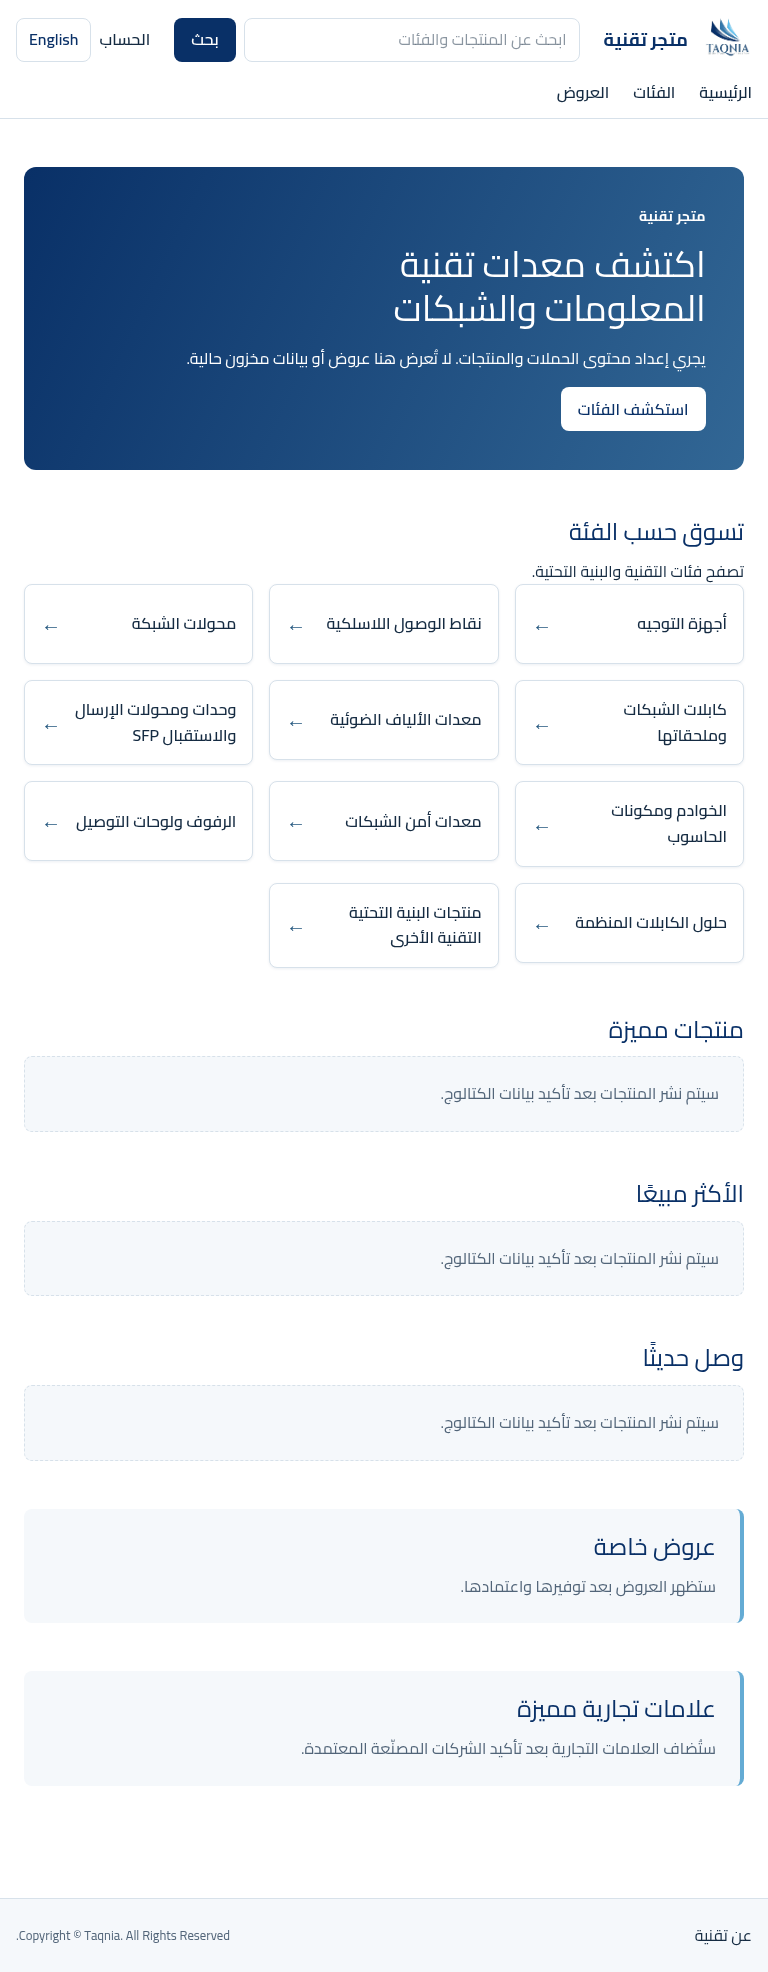 TAQNIA
متجر تقنية
ابحث عن المنتجات والفئات
بحث
الحساب
English
الرئيسية
الفئات
العروض
متجر تقنية
اكتشف معدات تقنية
المعلومات والشبكات
يجري إعداد محتوى الحملات والمنتجات. لا تُعرض هنا عروض أو بيانات مخزون حالية.
استكشف الفئات
تسوق حسب الفئة
تصفح فئات التقنية والبنية التحتية.
أجهزة التوجيه ←
نقاط الوصول اللاسلكية ←
محولات الشبكة ←
كابلات الشبكات
وملحقاتها ←
معدات الألياف الضوئية ←
وحدات ومحولات الإرسال
والاستقبال SFP ←
الخوادم ومكونات
الحاسوب ←
معدات أمن الشبكات ←
الرفوف ولوحات التوصيل ←
حلول الكابلات المنظمة ←
منتجات البنية التحتية
التقنية الأخرى ←
منتجات مميزة
سيتم نشر المنتجات بعد تأكيد بيانات الكتالوج.
الأكثر مبيعًا
سيتم نشر المنتجات بعد تأكيد بيانات الكتالوج.
وصل حديثًا
سيتم نشر المنتجات بعد تأكيد بيانات الكتالوج.
عروض خاصة
ستظهر العروض بعد توفيرها واعتمادها.
علامات تجارية مميزة
ستُضاف العلامات التجارية بعد تأكيد الشركات المصنّعة المعتمدة.
عن تقنية
Copyright © Taqnia. All Rights Reserved.